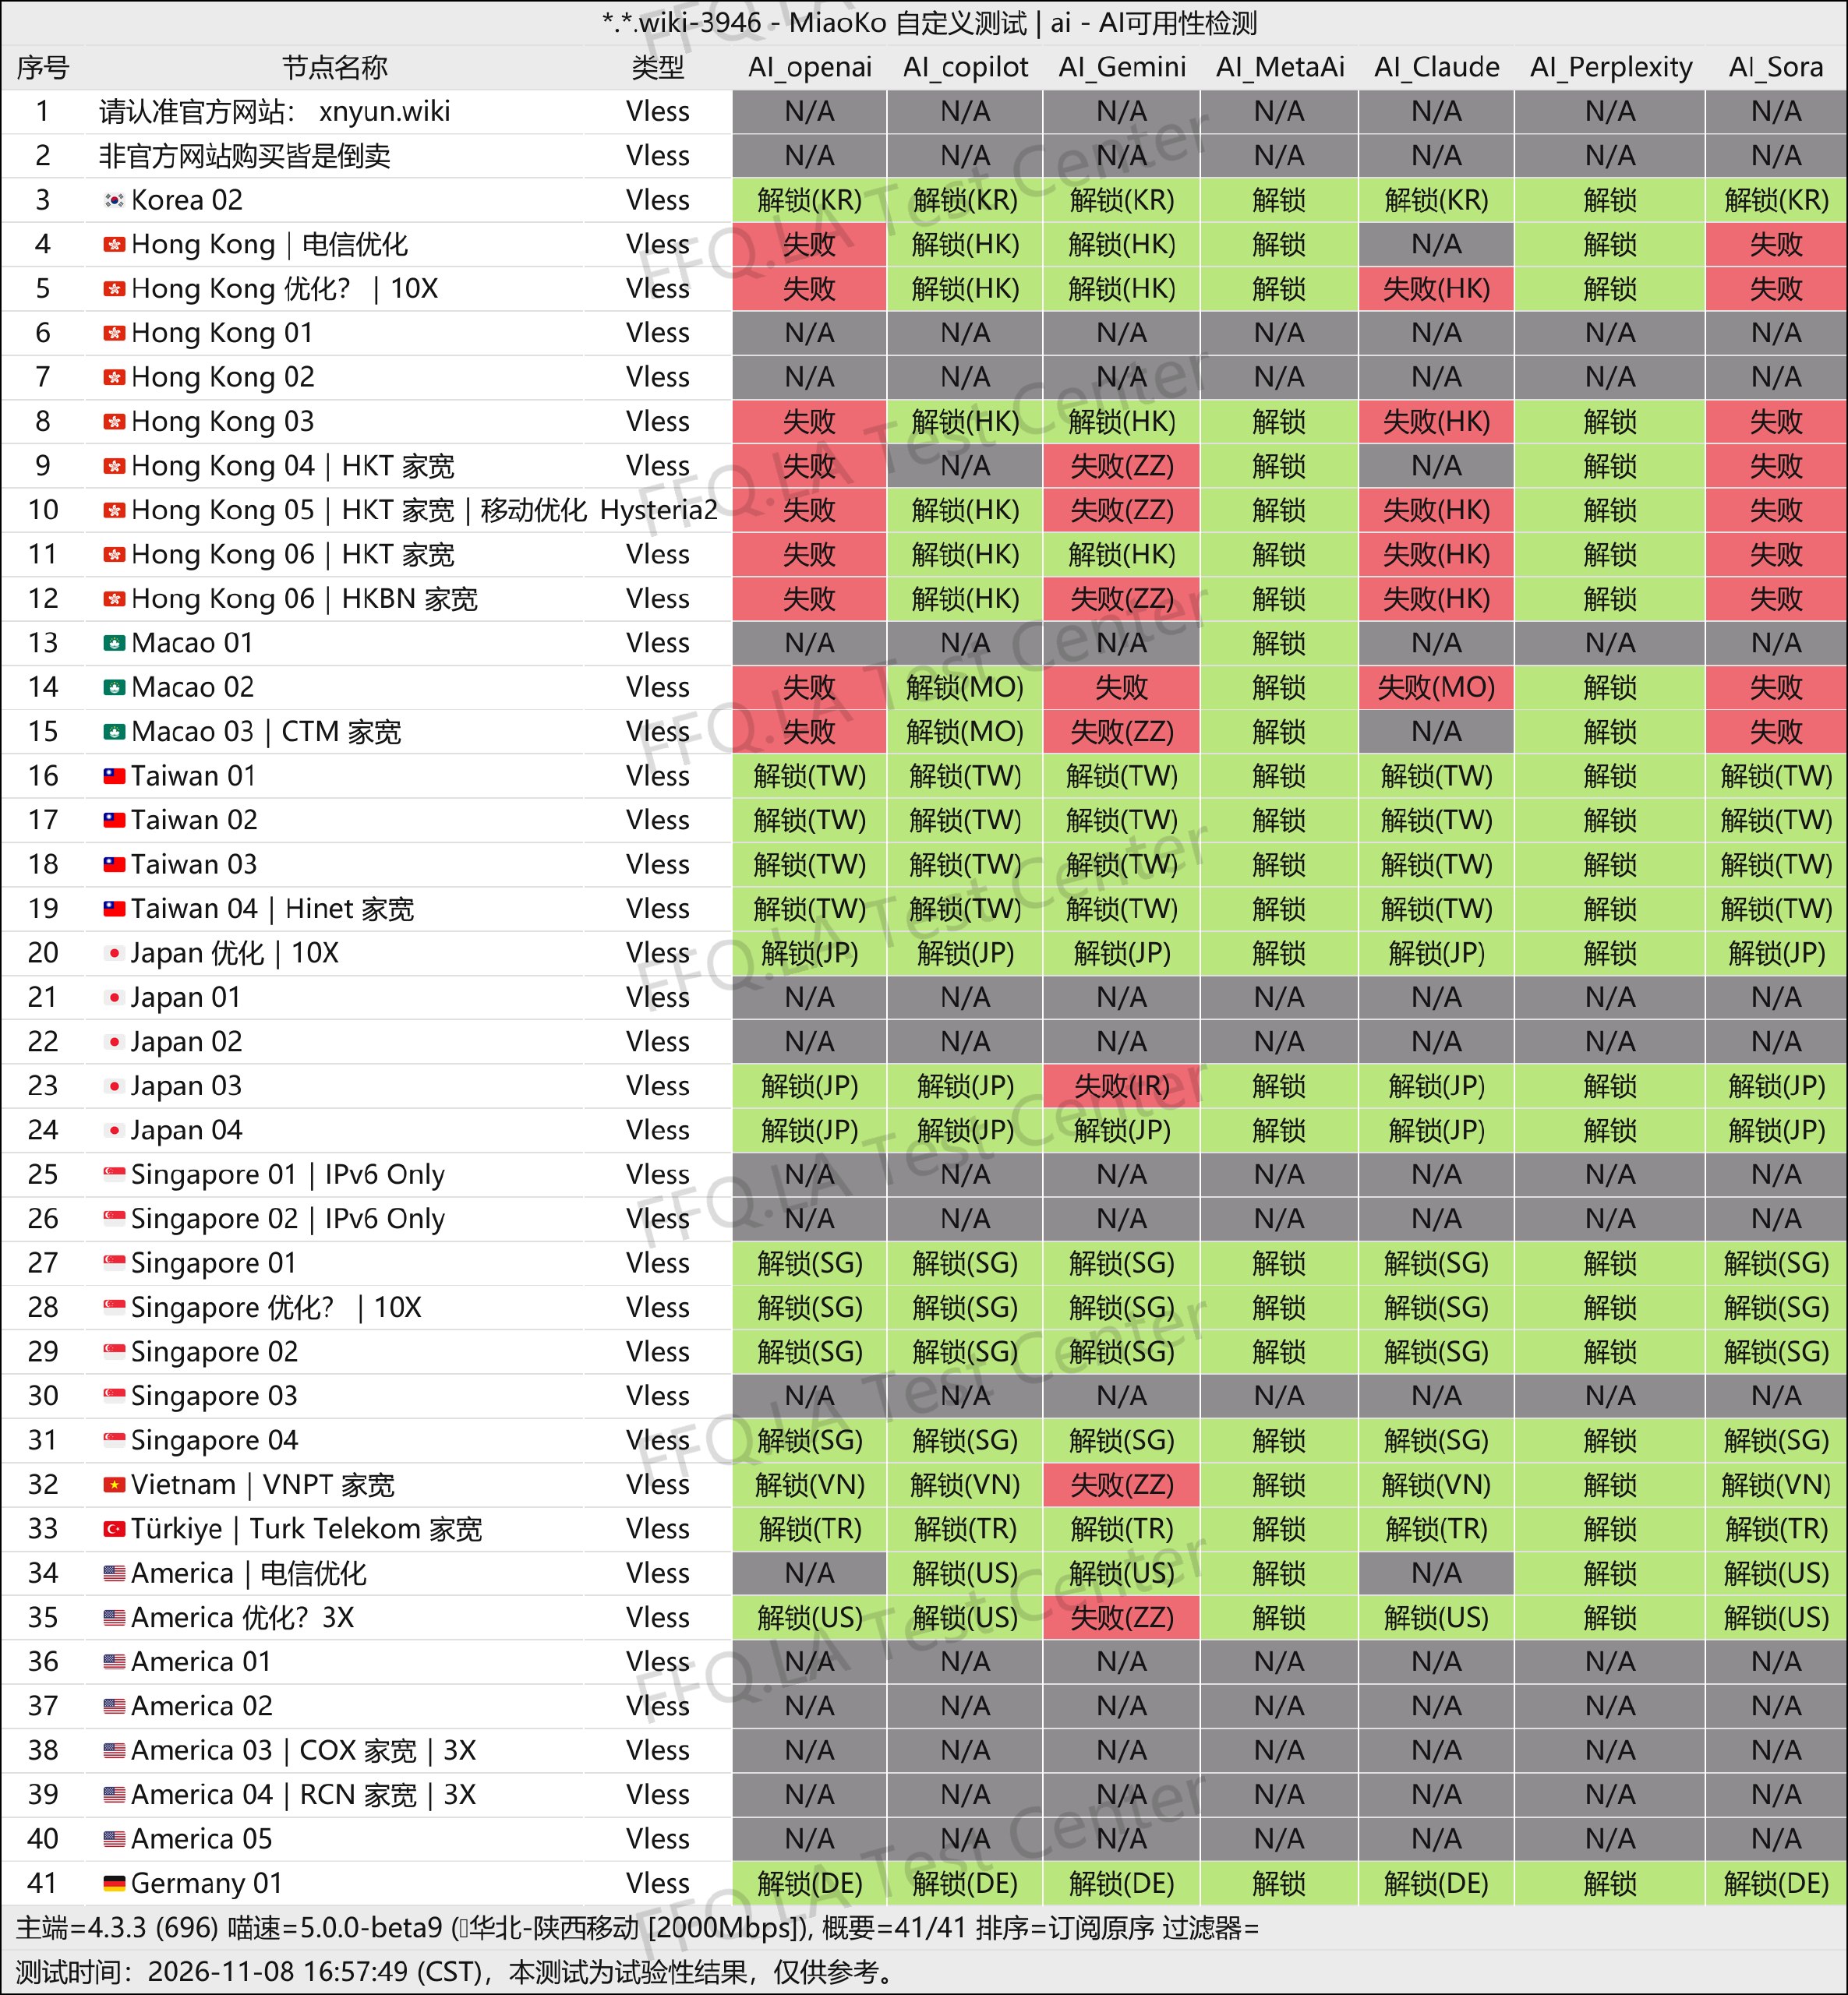 *.*.wiki-3946 - MiaoKo 自定义测试 | ai - AI可用性检测
序号 节点名称 类型 AI_openai AI_copilot AI_Gemini AI_MetaAi AI_Claude AI_Perplexity AI_Sora
1 请认准官方网站： xnyun.wiki Vless N/A N/A N/A N/A N/A N/A N/A
2 非官方网站购买皆是倒卖 Vless N/A N/A N/A N/A N/A N/A N/A
3 Korea 02 Vless 解锁(KR) 解锁(KR) 解锁(KR) 解锁 解锁(KR) 解锁 解锁(KR)
4 Hong Kong | 电信优化 Vless 失败 解锁(HK) 解锁(HK) 解锁 N/A 解锁 失败
5 Hong Kong 优化？ | 10X Vless 失败 解锁(HK) 解锁(HK) 解锁 失败(HK) 解锁 失败
6 Hong Kong 01 Vless N/A N/A N/A N/A N/A N/A N/A
7 Hong Kong 02 Vless N/A N/A N/A N/A N/A N/A N/A
8 Hong Kong 03 Vless 失败 解锁(HK) 解锁(HK) 解锁 失败(HK) 解锁 失败
9 Hong Kong 04 | HKT 家宽 Vless 失败 N/A 失败(ZZ) 解锁 N/A 解锁 失败
10 Hong Kong 05 | HKT 家宽 | 移动优化 Hysteria2 失败 解锁(HK) 失败(ZZ) 解锁 失败(HK) 解锁 失败
11 Hong Kong 06 | HKT 家宽 Vless 失败 解锁(HK) 解锁(HK) 解锁 失败(HK) 解锁 失败
12 Hong Kong 06 | HKBN 家宽 Vless 失败 解锁(HK) 失败(ZZ) 解锁 失败(HK) 解锁 失败
13 Macao 01 Vless N/A N/A N/A 解锁 N/A N/A N/A
14 Macao 02 Vless 失败 解锁(MO) 失败 解锁 失败(MO) 解锁 失败
15 Macao 03 | CTM 家宽 Vless 失败 解锁(MO) 失败(ZZ) 解锁 N/A 解锁 失败
16 Taiwan 01 Vless 解锁(TW) 解锁(TW) 解锁(TW) 解锁 解锁(TW) 解锁 解锁(TW)
17 Taiwan 02 Vless 解锁(TW) 解锁(TW) 解锁(TW) 解锁 解锁(TW) 解锁 解锁(TW)
18 Taiwan 03 Vless 解锁(TW) 解锁(TW) 解锁(TW) 解锁 解锁(TW) 解锁 解锁(TW)
19 Taiwan 04 | Hinet 家宽 Vless 解锁(TW) 解锁(TW) 解锁(TW) 解锁 解锁(TW) 解锁 解锁(TW)
20 Japan 优化 | 10X Vless 解锁(JP) 解锁(JP) 解锁(JP) 解锁 解锁(JP) 解锁 解锁(JP)
21 Japan 01 Vless N/A N/A N/A N/A N/A N/A N/A
22 Japan 02 Vless N/A N/A N/A N/A N/A N/A N/A
23 Japan 03 Vless 解锁(JP) 解锁(JP) 失败(IR) 解锁 解锁(JP) 解锁 解锁(JP)
24 Japan 04 Vless 解锁(JP) 解锁(JP) 解锁(JP) 解锁 解锁(JP) 解锁 解锁(JP)
25 Singapore 01 | IPv6 Only Vless N/A N/A N/A N/A N/A N/A N/A
26 Singapore 02 | IPv6 Only Vless N/A N/A N/A N/A N/A N/A N/A
27 Singapore 01 Vless 解锁(SG) 解锁(SG) 解锁(SG) 解锁 解锁(SG) 解锁 解锁(SG)
28 Singapore 优化？ | 10X Vless 解锁(SG) 解锁(SG) 解锁(SG) 解锁 解锁(SG) 解锁 解锁(SG)
29 Singapore 02 Vless 解锁(SG) 解锁(SG) 解锁(SG) 解锁 解锁(SG) 解锁 解锁(SG)
30 Singapore 03 Vless N/A N/A N/A N/A N/A N/A N/A
31 Singapore 04 Vless 解锁(SG) 解锁(SG) 解锁(SG) 解锁 解锁(SG) 解锁 解锁(SG)
32 Vietnam | VNPT 家宽 Vless 解锁(VN) 解锁(VN) 失败(ZZ) 解锁 解锁(VN) 解锁 解锁(VN)
33 Türkiye | Turk Telekom 家宽 Vless 解锁(TR) 解锁(TR) 解锁(TR) 解锁 解锁(TR) 解锁 解锁(TR)
34 America | 电信优化 Vless N/A 解锁(US) 解锁(US) 解锁 N/A 解锁 解锁(US)
35 America 优化？3X Vless 解锁(US) 解锁(US) 失败(ZZ) 解锁 解锁(US) 解锁 解锁(US)
36 America 01 Vless N/A N/A N/A N/A N/A N/A N/A
37 America 02 Vless N/A N/A N/A N/A N/A N/A N/A
38 America 03 | COX 家宽 | 3X Vless N/A N/A N/A N/A N/A N/A N/A
39 America 04 | RCN 家宽 | 3X Vless N/A N/A N/A N/A N/A N/A N/A
40 America 05 Vless N/A N/A N/A N/A N/A N/A N/A
41 Germany 01 Vless 解锁(DE) 解锁(DE) 解锁(DE) 解锁 解锁(DE) 解锁 解锁(DE)
主端=4.3.3 (696) 喵速=5.0.0-beta9 (华北-陕西移动 [2000Mbps]), 概要=41/41 排序=订阅原序 过滤器=
测试时间：2026-11-08 16:57:49 (CST)，本测试为试验性结果，仅供参考。
FFQ.LA Test Center